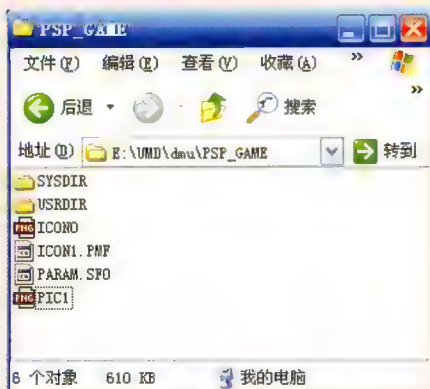 PSP_GAME
文件(F) 编辑(E) 查看(V) 收藏(A) »
后退 搜索 »
地址(D) E:\UMD\dmu\PSP_GAME 转到
SYSDIR
USRDIR
PNG ICON0
ICON1.PMF
PARAM.SFO
PNG PIC1
6 个对象 610 KB 我的电脑